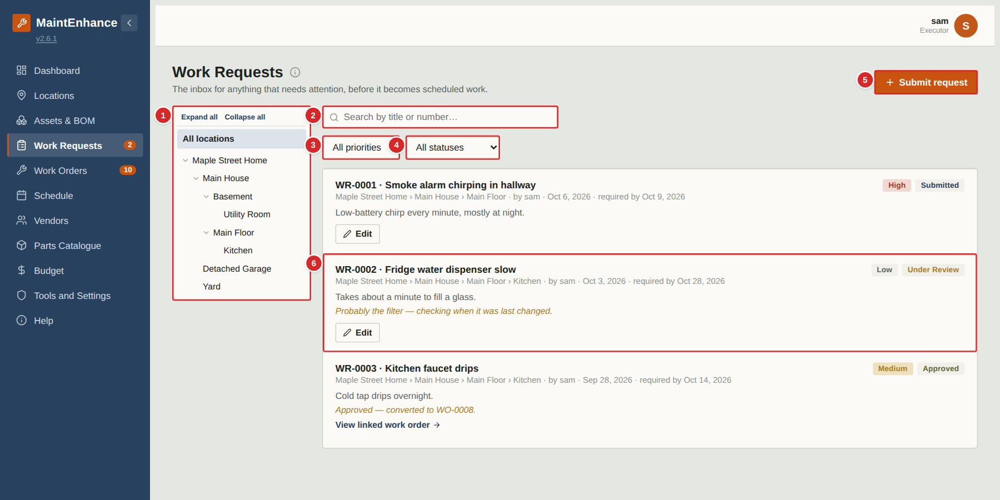 MaintEnhance
v2.6.1
Dashboard
Locations
Assets & BOM
Work Requests 2
Work Orders 10
Schedule
Vendors
Parts Catalogue
Budget
Tools and Settings
Help
sam
Executor
S
Work Requests
The inbox for anything that needs attention, before it becomes scheduled work.
5
Submit request
1
Expand all Collapse all
All locations
Maple Street Home
Main House
Basement
Utility Room
Main Floor
Kitchen
Detached Garage
Yard
2
Search by title or number…
3
All priorities
4
All statuses
WR-0001 · Smoke alarm chirping in hallway
High Submitted
Maple Street Home › Main House › Main Floor · by sam · Oct 6, 2026 · required by Oct 9, 2026
Low-battery chirp every minute, mostly at night.
Edit
6
WR-0002 · Fridge water dispenser slow
Low Under Review
Maple Street Home › Main House › Main Floor › Kitchen · by sam · Oct 3, 2026 · required by Oct 28, 2026
Takes about a minute to fill a glass.
Probably the filter — checking when it was last changed.
Edit
WR-0003 · Kitchen faucet drips
Medium Approved
Maple Street Home › Main House › Main Floor › Kitchen · by sam · Sep 28, 2026 · required by Oct 14, 2026
Cold tap drips overnight.
Approved — converted to WO-0008.
View linked work order →